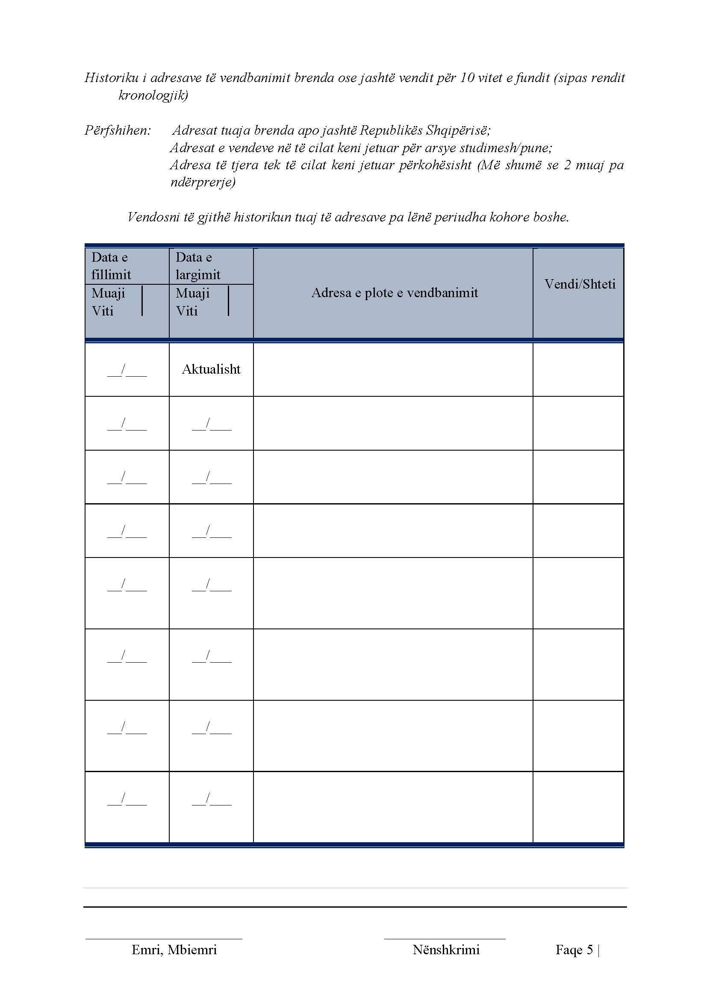 Historiku i adresave të vendbanimit brenda ose jashtë vendit për 10 vitet e fundit (sipas rendit
kronologjik)
Përfshihen: Adresat tuaja brenda apo jashtë Republikës Shqipërisë;
Adresat e vendeve në të cilat keni jetuar për arsye studimesh/pune;
Adresa të tjera tek të cilat keni jetuar përkohësisht (Më shumë se 2 muaj pa
ndërprerje)
Vendosni të gjithë historikun tuaj të adresave pa lënë periudha kohore boshe.
Data e
fillimit
Muaji
Viti
Data e
largimit
Muaji
Viti
Adresa e plote e vendbanimit
Vendi/Shteti
__/___ Aktualisht
__/___ __/___
__/___ __/___
__/___ __/___
__/___ __/___
__/___ __/___
__/___ __/___
__/___ __/___
Emri, Mbiemri Nënshkrimi Faqe 5 |